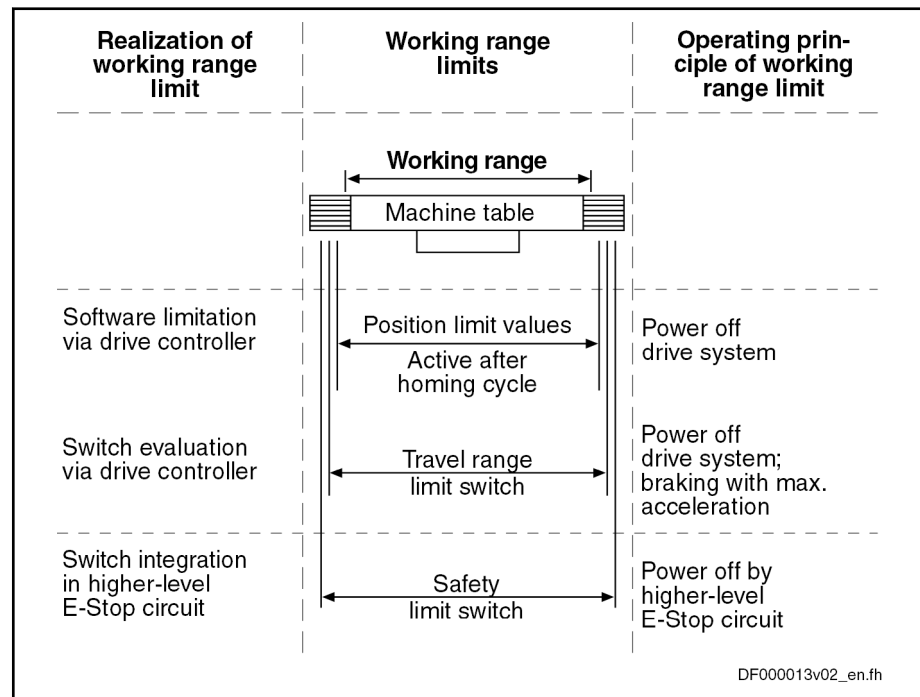 Realization of
working range
limit
Working range
limits
Operating prin-
ciple of working
range limit
Working range
Machine table
Software limitation
via drive controller
Position limit values
Active after
homing cycle
Power off
drive system
Switch evaluation
via drive controller
Travel range
limit switch
Power off
drive system;
braking with max.
acceleration
Switch integration
in higher-level
E-Stop circuit
Safety
limit switch
Power off by
higher-level
E-Stop circuit
DF000013v02_en.fh